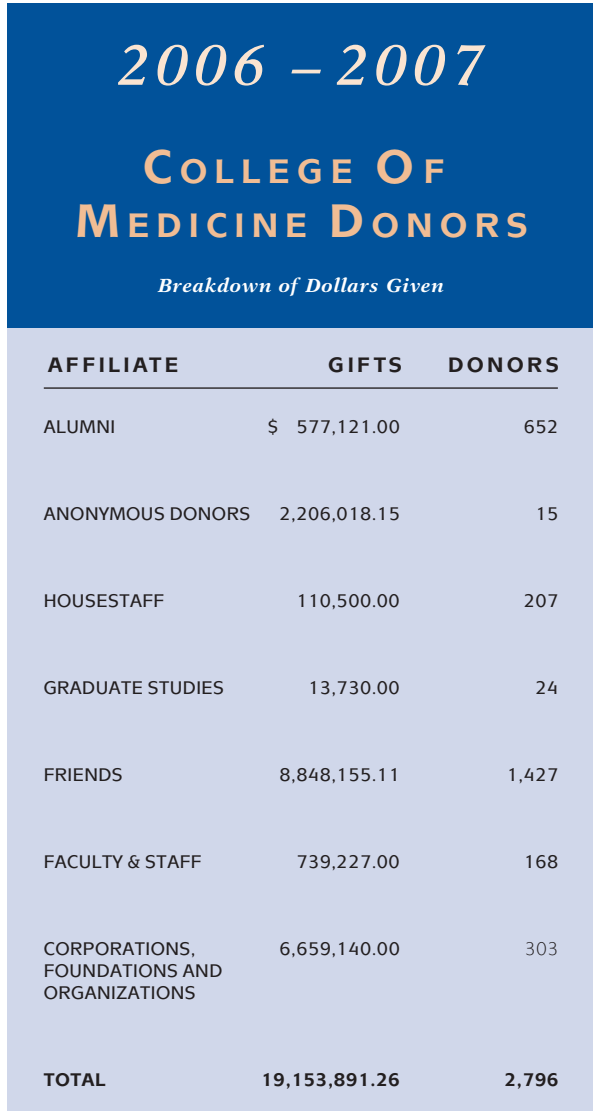 2006 – 2007
COLLEGE OF
MEDICINE DONORS
Breakdown of Dollars Given
AFFILIATE GIFTS DONORS
ALUMNI $ 577,121.00 652
ANONYMOUS DONORS 2,206,018.15 15
HOUSESTAFF 110,500.00 207
GRADUATE STUDIES 13,730.00 24
FRIENDS 8,848,155.11 1,427
FACULTY & STAFF 739,227.00 168
CORPORATIONS, 6,659,140.00 303
FOUNDATIONS AND
ORGANIZATIONS
TOTAL 19,153,891.26 2,796